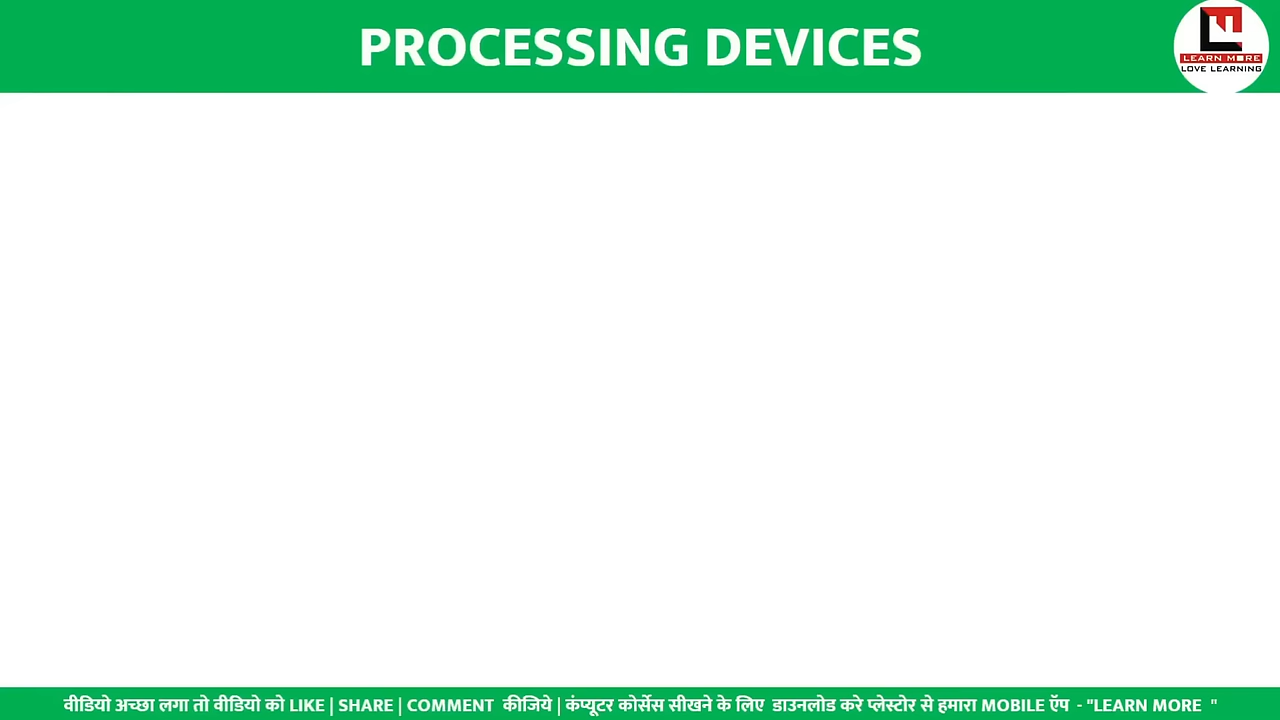 PROCESSING DEVICES
LEARN MORE
LOVE LEARNING
वीडियो अच्छा लगा तो वीडियो को LIKE | SHARE | COMMENT कीजिये | कंप्यूटर कोर्सेस सीखने के लिए डाउनलोड करे प्लेस्टोर से हमारा MOBILE ऍप - "LEARN MORE "